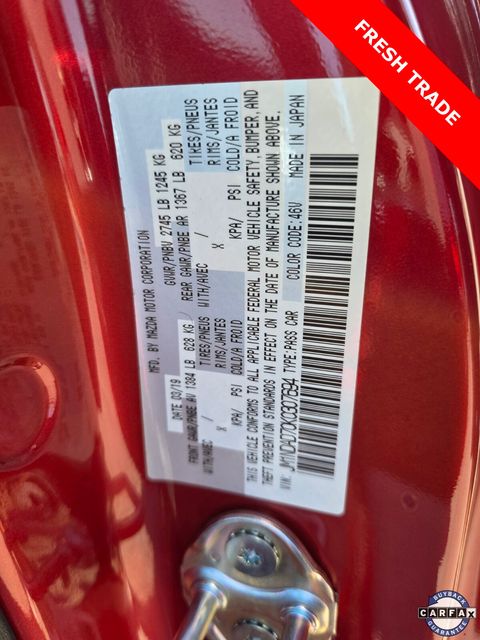 FRESH TRADE
MFD. BY MAZDA MOTOR CORPORATION
DATE 03/19 GVWR/PNBV 2745 LB 1245 KG
FRONT GAWR/PNBE AV 1384 LB 628 KG / REAR GAWR/PNBE AR 1367 LB 620 KG
WITH/AVEC TIRES/PNEUS WITH/AVEC TIRES/PNEUS
X RIMS/JANTES X RIMS/JANTES
KPA/ PSI COLD/A FROID KPA/ PSI COLD/A FROID
THIS VEHICLE CONFORMS TO ALL APPLICABLE FEDERAL MOTOR VEHICLE SAFETY, BUMPER, AND
THEFT PREVENTION STANDARDS IN EFFECT ON THE DATE OF MANUFACTURE SHOWN ABOVE.
VIN: TYPE:PASS CAR COLOR CODE:46V MADE IN JAPAN
BUYBACK
CARFAX
GUARANTEE